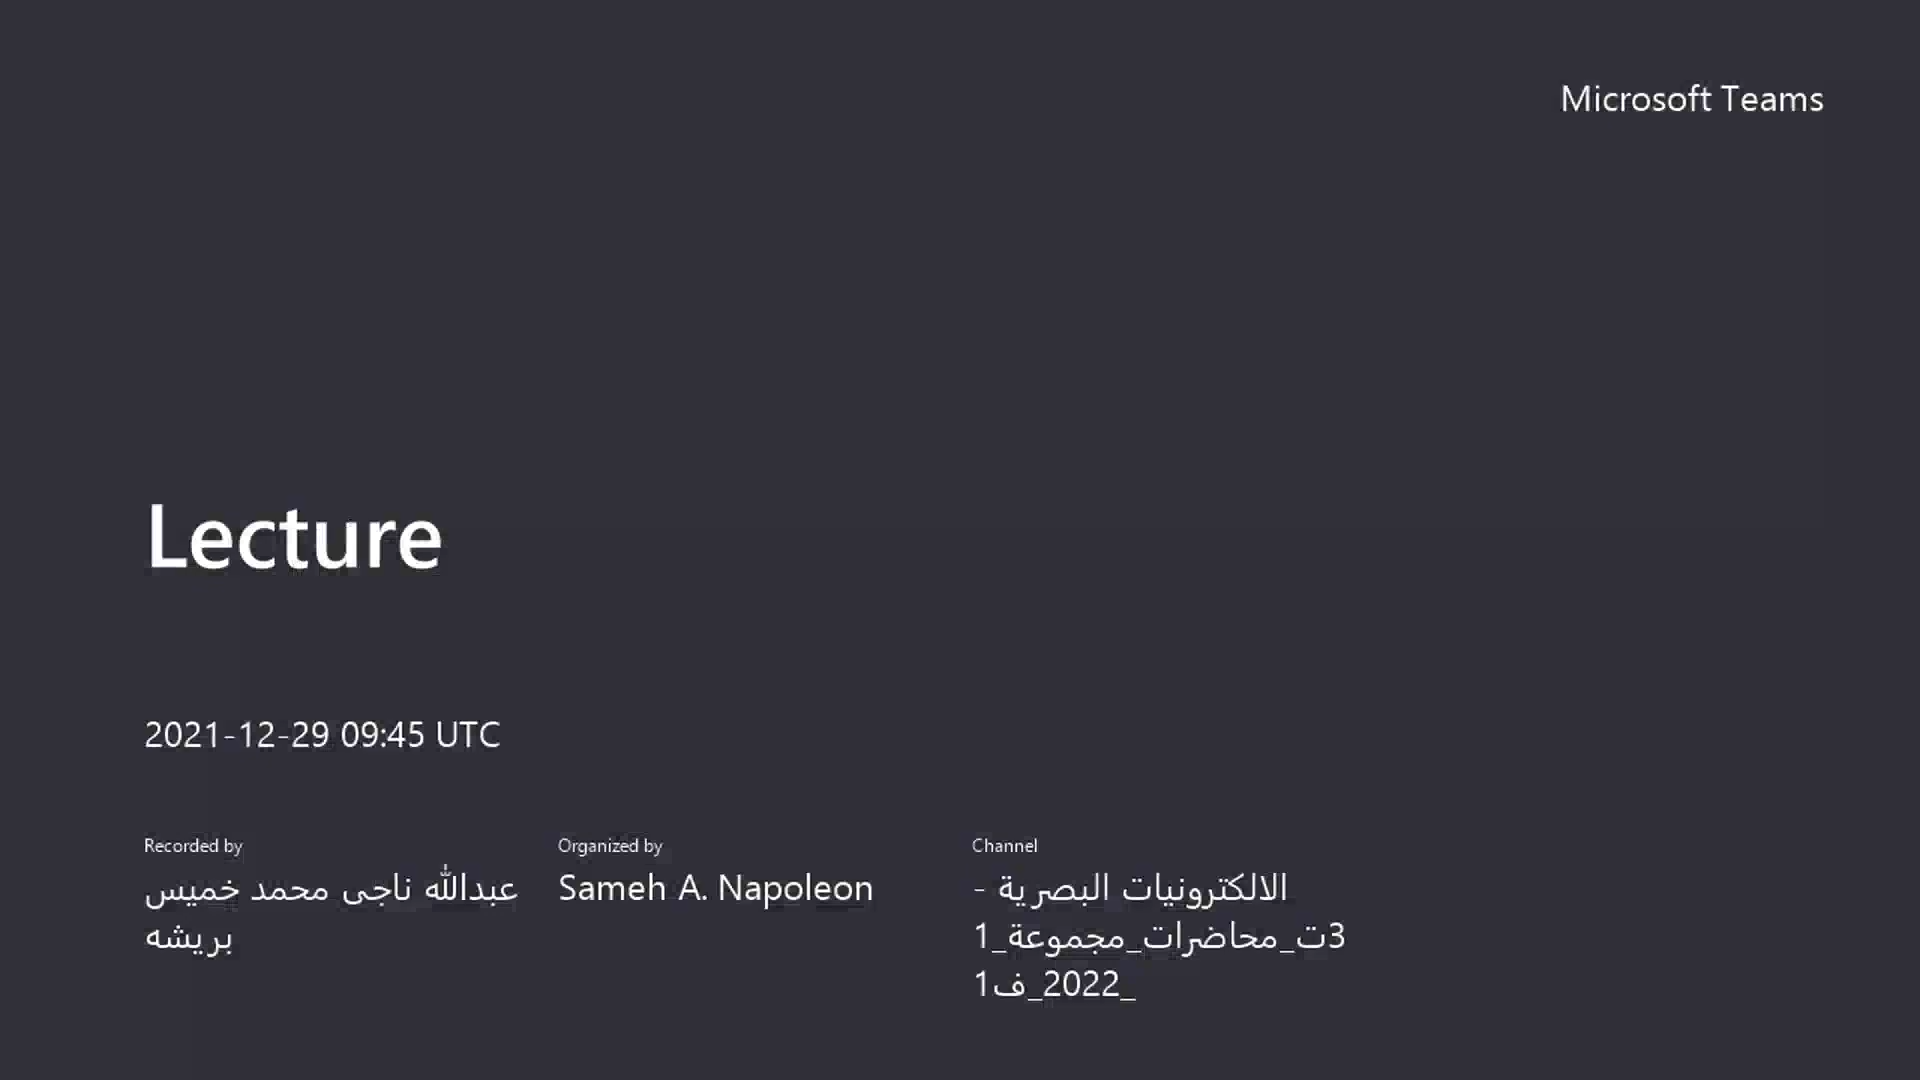 Microsoft Teams
Lecture
2021-12-29 09:45 UTC
Recorded by
عبدالله ناجى محمد خميس
بريشه
Organized by
Sameh A. Napoleon
Channel
الالكترونيات البصرية -
3ت_محاضرات_مجموعة_1
_2022_ف1